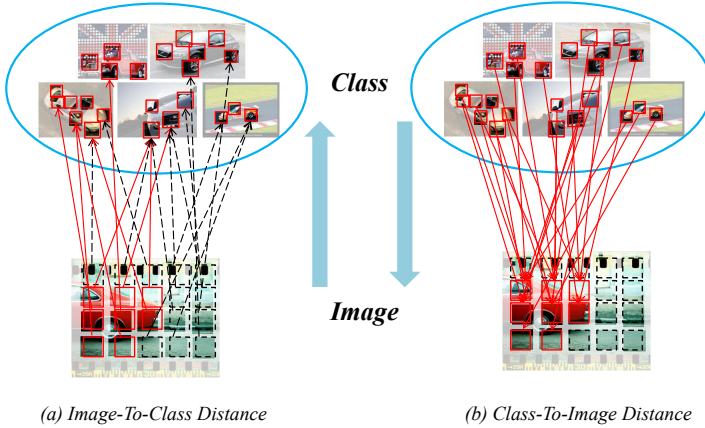 Class
Image
(a) Image-To-Class Distance
(b) Class-To-Image Distance